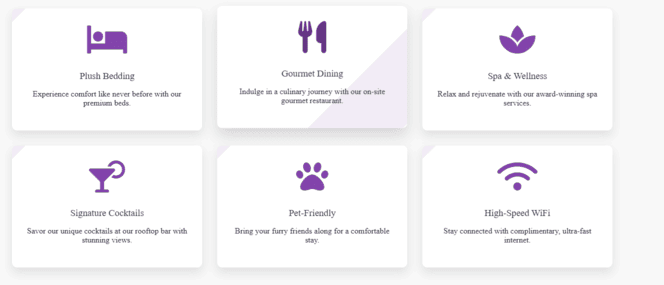 Plush Bedding
Experience comfort like never before with our
premium beds.
Gourmet Dining
Indulge in a culinary journey with our on-site
gourmet restaurant.
Spa & Wellness
Relax and rejuvenate with our award-winning spa
services.
Signature Cocktails
Savor our unique cocktails at our rooftop bar with
stunning views.
Pet-Friendly
Bring your furry friends along for a comfortable
stay.
High-Speed WiFi
Stay connected with complimentary, ultra-fast
internet.